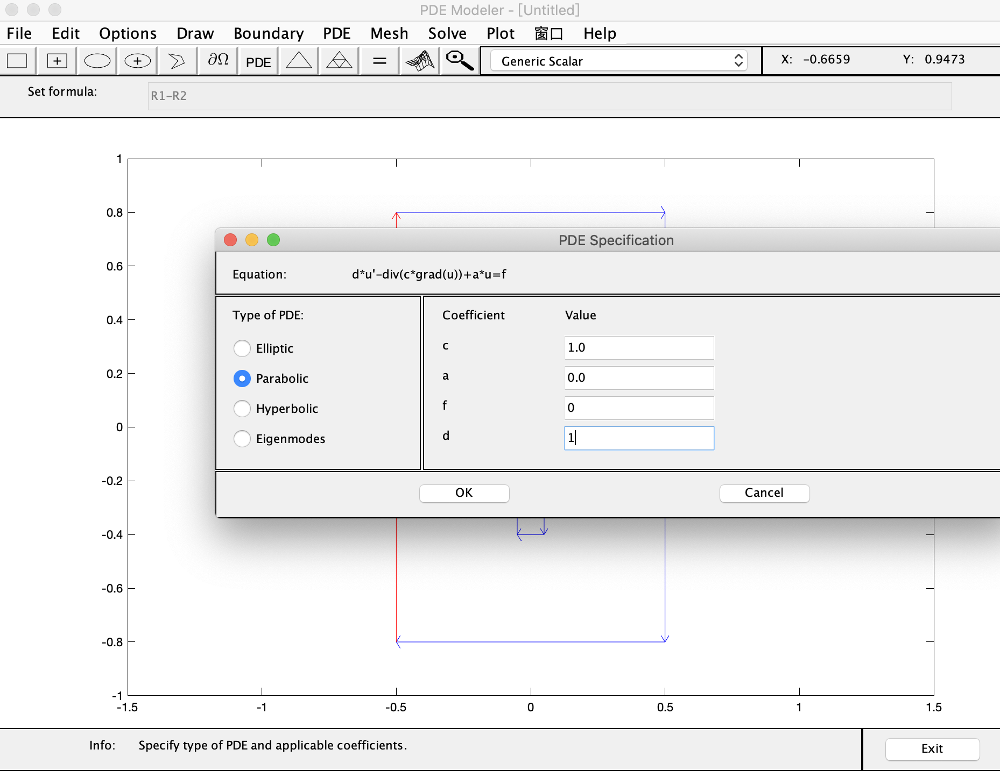 PDE Modeler - [Untitled]
File Edit Options Draw Boundary PDE Mesh Solve Plot 窗口 Help
∂Ω PDE = Generic Scalar X: -0.6659 Y: 0.9473
Set formula: R1-R2
1
0.8
PDE Specification
0.6
Equation: d*u'-div(c*grad(u))+a*u=f
0.4
Type of PDE:
Coefficient Value
Elliptic
c 1.0
0.2
Parabolic
a 0.0
Hyperbolic
f 0
0
Eigenmodes
d 1
-0.2
OK Cancel
-0.4
-0.6
-0.8
-1
-1.5 -1 -0.5 0 0.5 1 1.5
Info: Specify type of PDE and applicable coefficients.
Exit